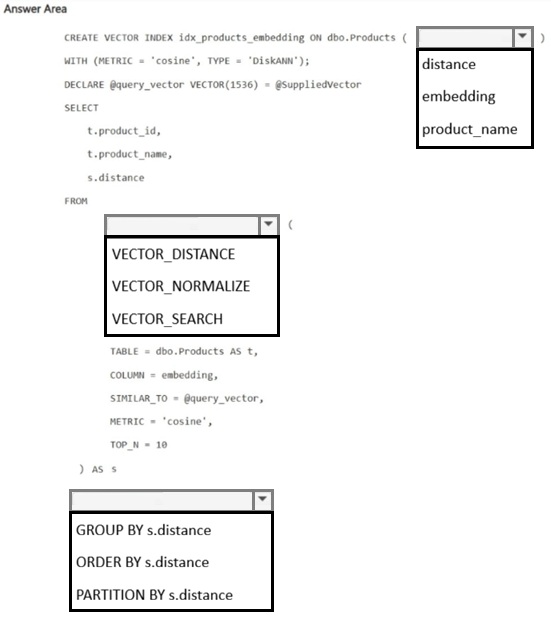 Answer Area
CREATE VECTOR INDEX idx_products_embedding ON dbo.Products ( )
distance
embedding
product_name
WITH (METRIC = 'cosine', TYPE = 'DiskANN');
DECLARE @query_vector VECTOR(1536) = @SuppliedVector
SELECT
t.product_id,
t.product_name,
s.distance
FROM
(
VECTOR_DISTANCE
VECTOR_NORMALIZE
VECTOR_SEARCH
TABLE = dbo.Products AS t,
COLUMN = embedding,
SIMILAR_TO = @query_vector,
METRIC = 'cosine',
TOP_N = 10
) AS s
GROUP BY s.distance
ORDER BY s.distance
PARTITION BY s.distance